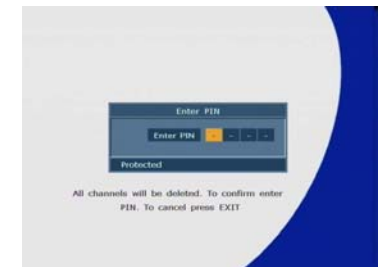 Enter PIN
Enter PIN - - - -
Protected
All channels will be deleted. To confirm enter
PIN. To cancel press EXIT